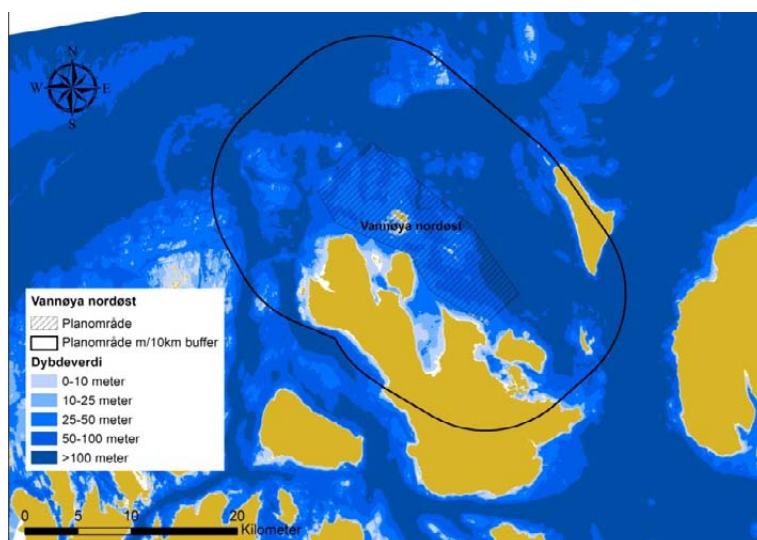 N
W
E
S
Vannøya nordøst
Vannøya nordøst
Planområde
Planområde m/10km buffer
Dybdeverdi
0-10 meter
10-25 meter
25-50 meter
50-100 meter
>100 meter
0 5 10 20
Kilometer